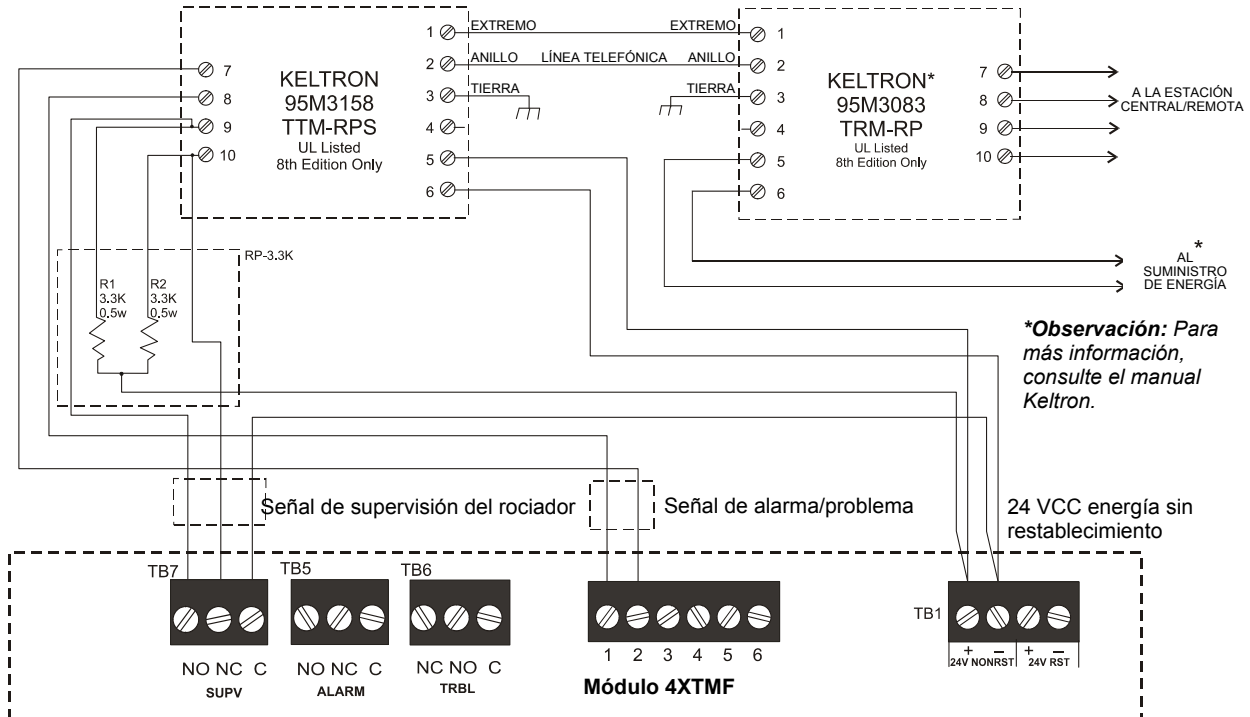 1 EXTREMO EXTREMO 1
2 ANILLO LÍNEA TELEFÓNICA ANILLO 2
3 TIERRA TIERRA 3
4 4
5 5
6 6
7
8
9
10
KELTRON
95M3158
TTM-RPS
UL Listed
8th Edition Only
KELTRON*
95M3083
TRM-RP
UL Listed
8th Edition Only
7
8
9
10
A LA ESTACIÓN
CENTRAL/REMOTA
*
AL
SUMINISTRO
DE ENERGÍA
RP-3.3K
R1
3.3K
0.5w
R2
3.3K
0.5w
*Observación: Para
más información,
consulte el manual
Keltron.
Señal de supervisión del rociador
Señal de alarma/problema
24 VCC energía sin
restablecimiento
TB7 TB5 TB6
TB1
NO NC C
SUPV
NO NC C
ALARM
NC NO C
TRBL
1 2 3 4 5 6
Módulo 4XTMF
+ – + –
24V NONRST 24V RST